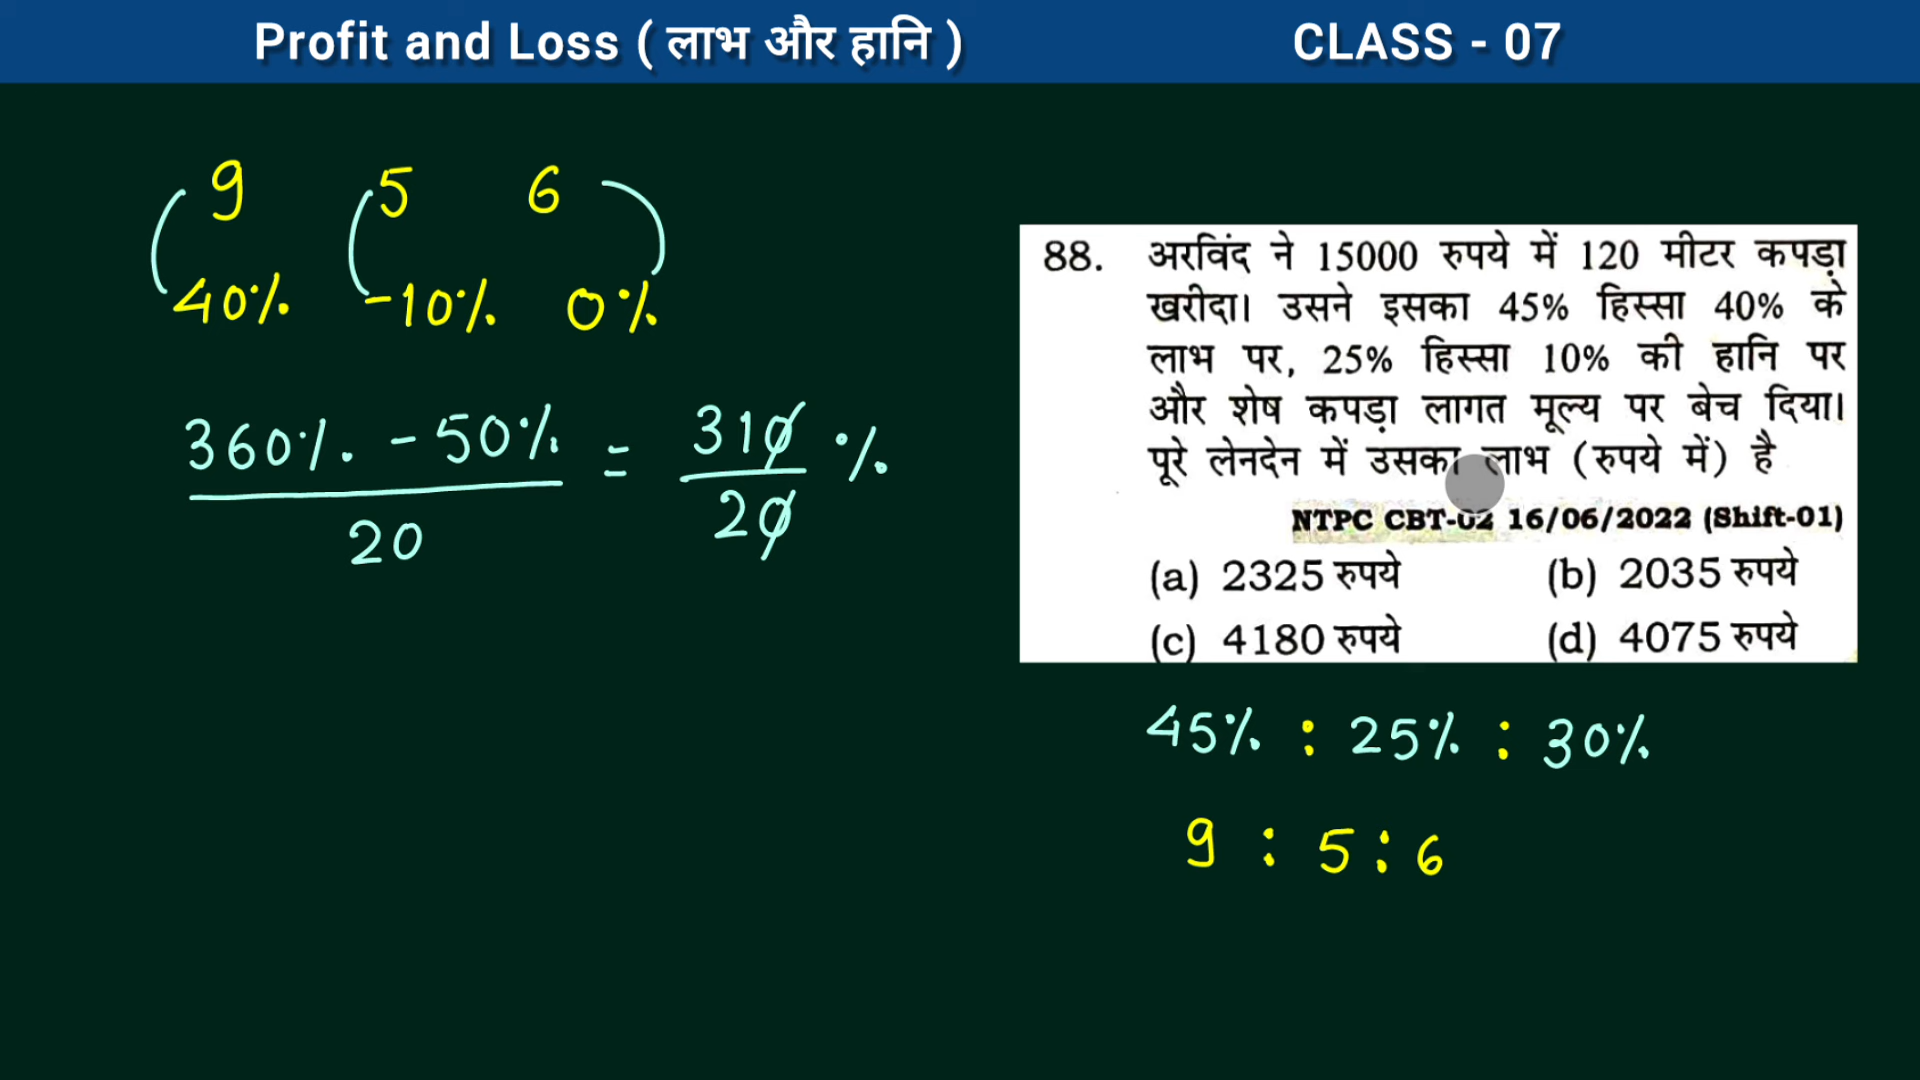 Profit and Loss ( लाभ और हानि )
CLASS - 07
9 5 6
40% -10% 0%
360% - 50% = 310 %
20 20
88. अरविंद ने 15000 रुपये में 120 मीटर कपड़ा
खरीदा। उसने इसका 45% हिस्सा 40% के
लाभ पर, 25% हिस्सा 10% की हानि पर
और शेष कपड़ा लागत मूल्य पर बेच दिया।
पूरे लेनदेन में उसका लाभ (रुपये में) है
NTPC CBT-02 16/06/2022 (Shift-01)
(a) 2325 रुपये (b) 2035 रुपये
(c) 4180 रुपये (d) 4075 रुपये
45% : 25% : 30%
9 : 5 : 6